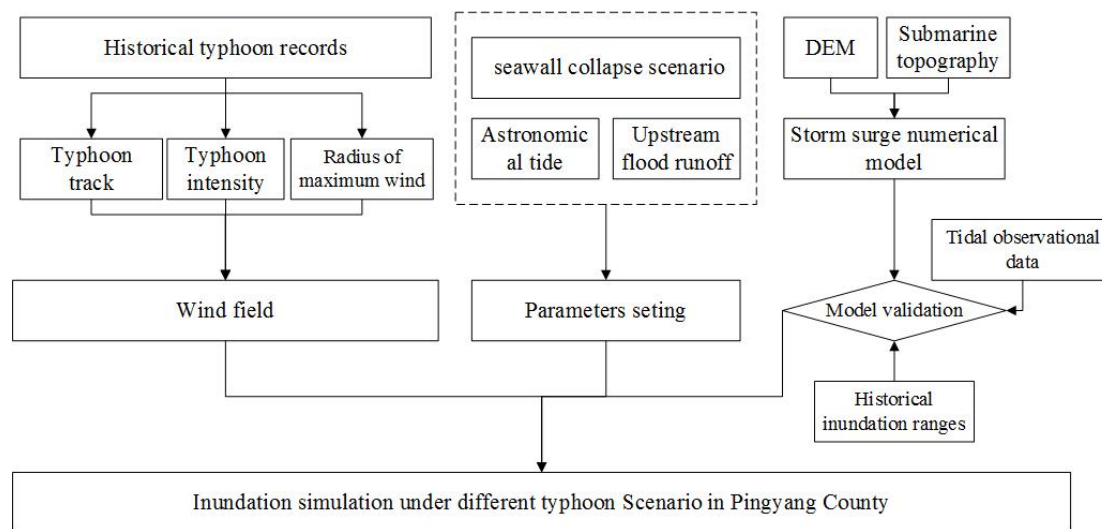 Historical typhoon records
seawall collapse scenario
DEM
Submarine
topography
Typhoon
track
Typhoon
intensity
Radius of
maximum wind
Astronomic
al tide
Upstream
flood runoff
Storm surge numerical
model
Tidal observational
data
Wind field
Parameters seting
Model validation
Historical
inundation ranges
Inundation simulation under different typhoon Scenario in Pingyang County